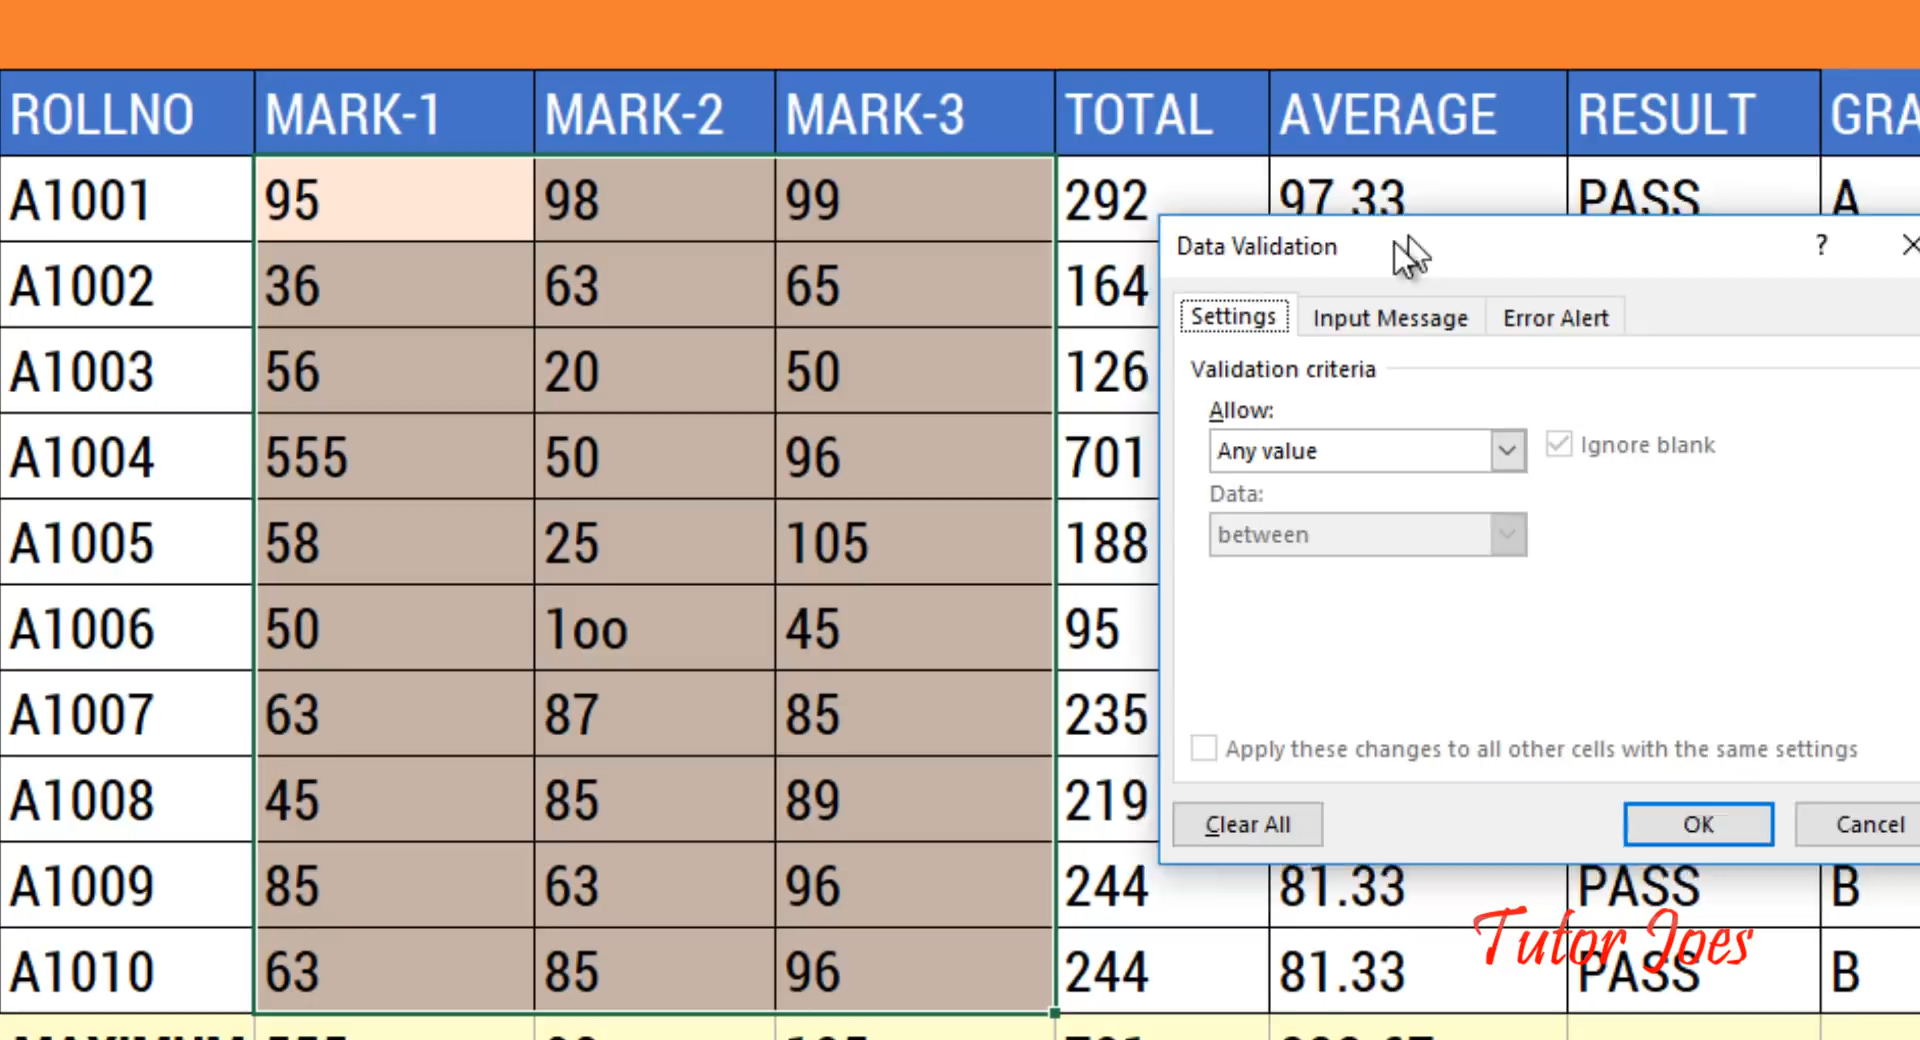 ROLLNO MARK-1 MARK-2 MARK-3 TOTAL AVERAGE RESULT GRA
A1001 95 98 99 292 97.33 PASS A
Data Validation ?
A1002 36 63 65 164
Settings Input Message Error Alert
A1003 56 20 50 126
Validation criteria
Allow:
A1004 555 50 96 701
Any value Ignore blank
Data:
A1005 58 25 105 188
between
A1006 50 1oo 45 95
A1007 63 87 85 235
Apply these changes to all other cells with the same settings
A1008 45 85 89 219
Clear All OK Cancel
A1009 85 63 96 244 81.33 PASS B
Tutor Joes
A1010 63 85 96 244 81.33 PASS B
MAXIMUM 555